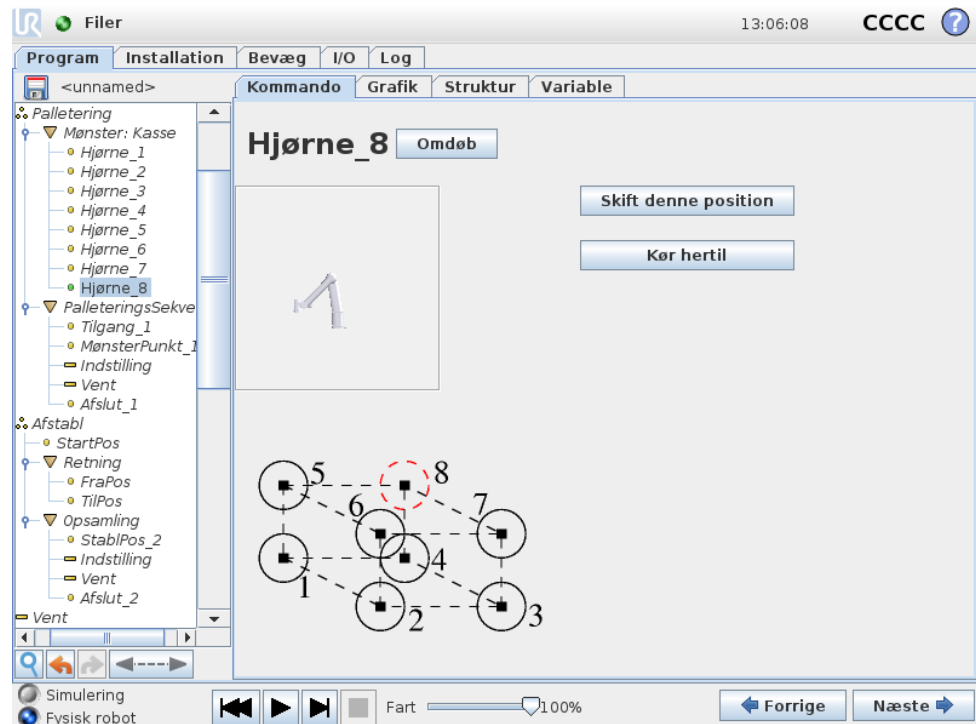 Filer
13:06:08
CCCC
?
Program Installation Bevæg I/O Log
<unnamed>
Kommando Grafik Struktur Variable
Palletering
Mønster: Kasse
Hjørne_1
Hjørne_2
Hjørne_3
Hjørne_4
Hjørne_5
Hjørne_6
Hjørne_7
Hjørne_8
PalleteringsSekve
Tilgang_1
MønsterPunkt_1
Indstilling
Vent
Afslut_1
Afstabl
StartPos
Retning
FraPos
TilPos
Opsamling
StablPos_2
Indstilling
Vent
Afslut_2
Vent
Hjørne_8
Omdøb
Skift denne position
Kør hertil
5
8
6
7
4
1
2
3
Simulering
Fysisk robot
Fart
100%
Forrige
Næste